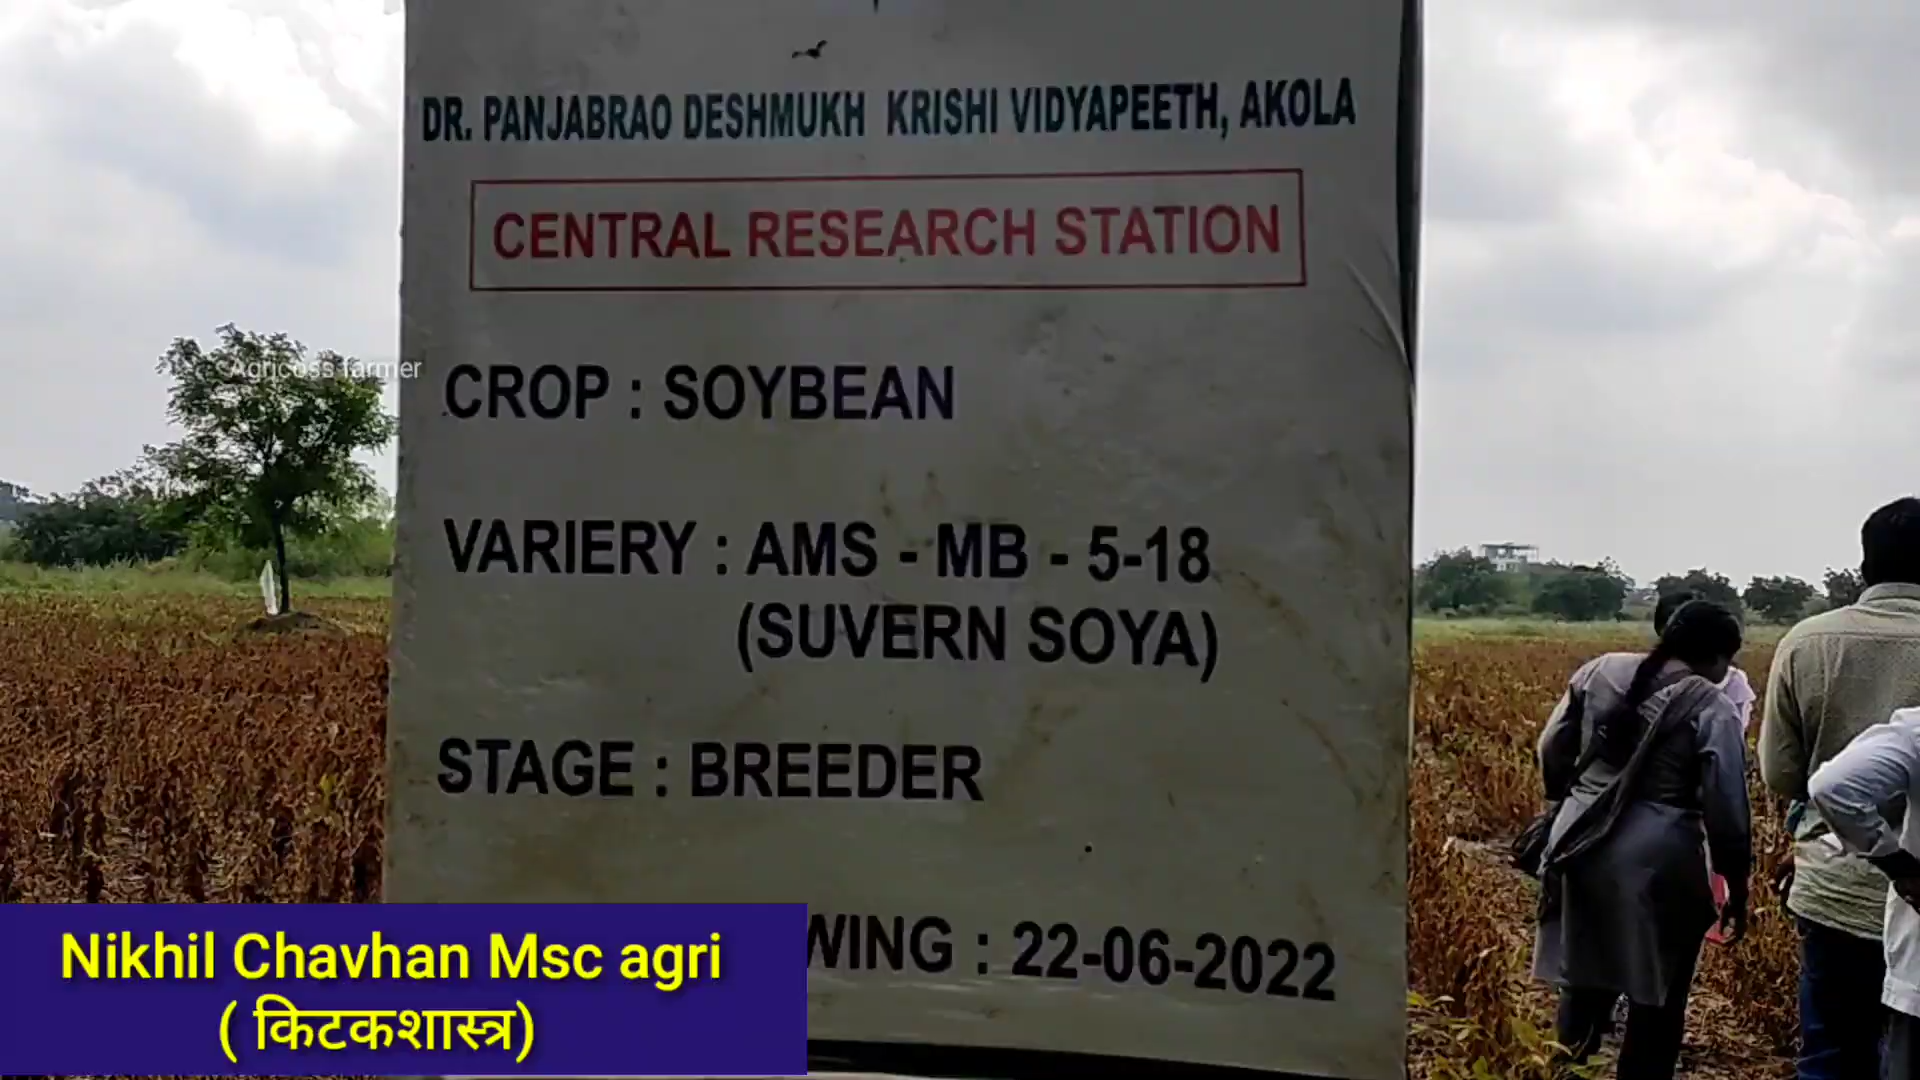 DR. PANJABRAO DESHMUKH KRISHI VIDYAPEETH, AKOLA
CENTRAL RESEARCH STATION
Agricoss farmer
CROP : SOYBEAN
VARIERY : AMS - MB - 5-18
(SUVERN SOYA)
STAGE : BREEDER
WING : 22-06-2022
Nikhil Chavhan Msc agri
( किटकशास्त्र)